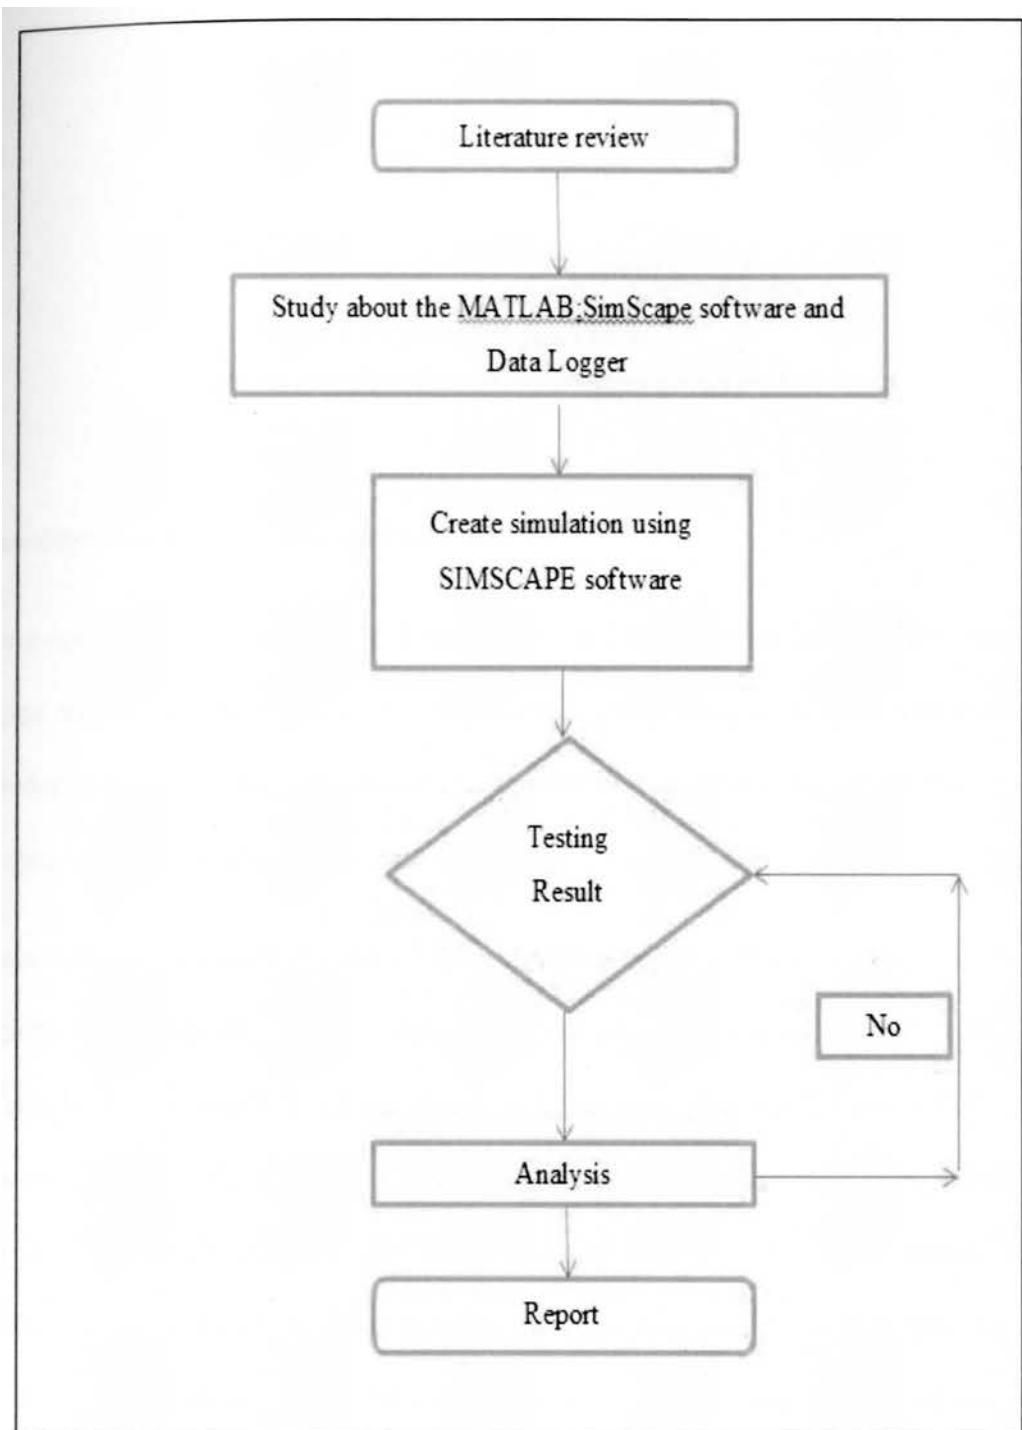 Literature review
Study about the MATLAB;SimScape software and
Data Logger
Create simulation using
SIMSCAPE software
Testing
Result
No
Analysis
Report